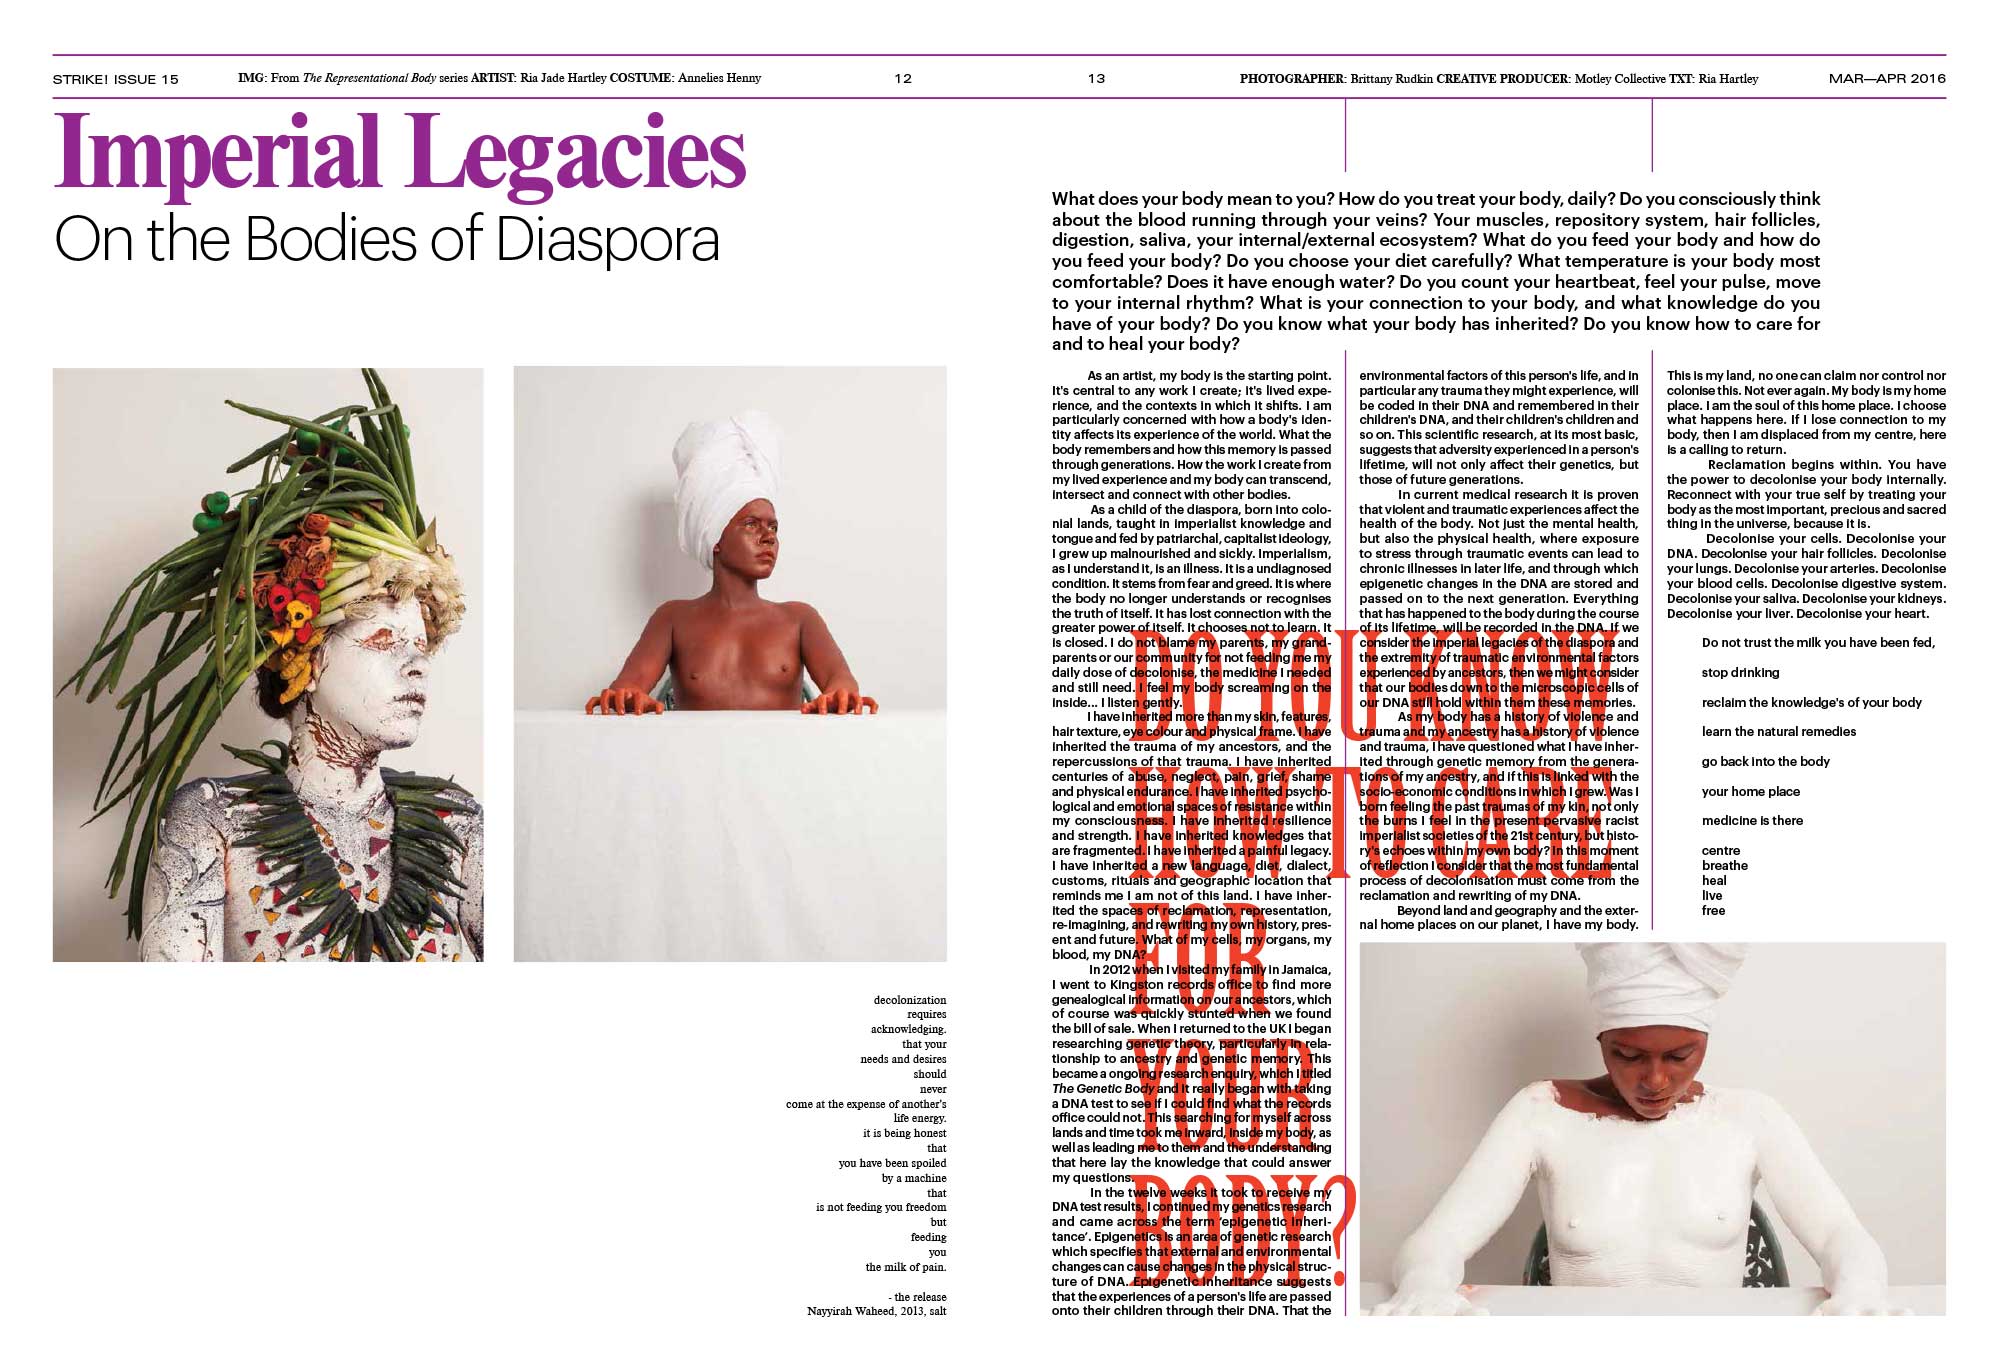 STRIKE! ISSUE 15
IMG: From The Representational Body series ARTIST: Ria Jade Hartley COSTUME: Annelies Henny
12
13
PHOTOGRAPHER: Brittany Rudkin CREATIVE PRODUCER: Motley Collective TXT: Ria Hartley
MAR—APR 2016
Imperial Legacies
On the Bodies of Diaspora
decolonization
requires
acknowledging.
that your
needs and desires
should
never
come at the expense of another's
life energy.
it is being honest
that
you have been spoiled
by a machine
that
is not feeding you freedom
but
feeding
you
the milk of pain.
- the release
Nayyirah Waheed, 2013, salt
What does your body mean to you? How do you treat your body, daily? Do you consciously think
about the blood running through your veins? Your muscles, repository system, hair follicles,
digestion, saliva, your internal/external ecosystem? What do you feed your body and how do
you feed your body? Do you choose your diet carefully? What temperature is your body most
comfortable? Does it have enough water? Do you count your heartbeat, feel your pulse, move
to your internal rhythm? What is your connection to your body, and what knowledge do you
have of your body? Do you know what your body has inherited? Do you know how to care for
and to heal your body?
As an artist, my body is the starting point.
It's central to any work I create; it's lived expe-
rience, and the contexts in which it shifts. I am
particularly concerned with how a body's iden-
tity affects its experience of the world. What the
body remembers and how this memory is passed
through generations. How the work I create from
my lived experience and my body can transcend,
intersect and connect with other bodies.
As a child of the diaspora, born into colo-
nial lands, taught in imperialist knowledge and
tongue and fed by patriarchal, capitalist ideology,
I grew up malnourished and sickly. Imperialism,
as I understand it, is an illness. It is a undiagnosed
condition. It stems from fear and greed. It is where
the body no longer understands or recognises
the truth of itself. It has lost connection with the
greater power of itself. It chooses not to learn. It
is closed. I do not blame my parents, my grand-
parents or our community for not feeding me my
daily dose of decolonise, the medicine I needed
and still need. I feel my body screaming on the
inside... I listen gently.
I have inherited more than my skin, features,
hair texture, eye colour and physical frame. I have
inherited the trauma of my ancestors, and the
repercussions of that trauma. I have inherited
centuries of abuse, neglect, pain, grief, shame
and physical endurance. I have inherited psycho-
logical and emotional spaces of resistance within
my consciousness. I have inherited resilience
and strength. I have inherited knowledges that
are fragmented. I have inherited a painful legacy.
I have inherited a new language, diet, dialect,
customs, rituals and geographic location that
reminds me I am not of this land. I have inher-
ited the spaces of reclamation, representation,
re-imagining, and rewriting my own history, pres-
ent and future. What of my cells, my organs, my
blood, my DNA?
In 2012 when I visited my family in Jamaica,
I went to Kingston records office to find more
genealogical information on our ancestors, which
of course was quickly stunted when we found
the bill of sale. When I returned to the UK I began
researching genetic theory, particularly in rela-
tionship to ancestry and genetic memory. This
became a ongoing research enquiry, which I titled
The Genetic Body and it really began with taking
a DNA test to see if I could find what the records
office could not. This searching for myself across
lands and time took me inward, inside my body, as
well as leading me to them and the understanding
that here lay the knowledge that could answer
my questions.
In the twelve weeks it took to receive my
DNA test results, I continued my genetics research
and came across the term 'epigenetic inheri-
tance'. Epigenetics is an area of genetic research
which specifies that external and environmental
changes can cause changes in the physical struc-
ture of DNA. Epigenetic inheritance suggests
that the experiences of a person's life are passed
onto their children through their DNA. That the
environmental factors of this person's life, and in
particular any trauma they might experience, will
be coded in their DNA and remembered in their
children's DNA, and their children's children and
so on. This scientific research, at its most basic,
suggests that adversity experienced in a person's
lifetime, will not only affect their genetics, but
those of future generations.
In current medical research it is proven
that violent and traumatic experiences affect the
health of the body. Not just the mental health,
but also the physical health, where exposure
to stress through traumatic events can lead to
chronic illnesses in later life, and through which
epigenetic changes in the DNA are stored and
passed on to the next generation. Everything
that has happened to the body during the course
of its lifetime, will be recorded in the DNA. If we
consider the imperial legacies of the diaspora and
the extremity of traumatic environmental factors
experienced by ancestors, then we might consider
that our bodies down to the microscopic cells of
our DNA still hold within them these memories.
As my body has a history of violence and
trauma and my ancestry has a history of violence
and trauma, I have questioned what I have inher-
ited through genetic memory from the genera-
tions of my ancestry, and if this is linked with the
socio-economic conditions in which I grew. Was I
born feeling the past traumas of my kin, not only
the burns I feel in the present pervasive racist
imperialist societies of the 21st century, but histo-
ry's echoes within my own body? In this moment
of reflection I consider that the most fundamental
process of decolonisation must come from the
reclamation and rewriting of my DNA.
Beyond land and geography and the exter-
nal home places on our planet, I have my body.
This is my land, no one can claim nor control nor
colonise this. Not ever again. My body is my home
place. I am the soul of this home place. I choose
what happens here. If I lose connection to my
body, then I am displaced from my centre, here
is a calling to return.
Reclamation begins within. You have
the power to decolonise your body internally.
Reconnect with your true self by treating your
body as the most important, precious and sacred
thing in the universe, because it is.
Decolonise your cells. Decolonise your
DNA. Decolonise your hair follicles. Decolonise
your lungs. Decolonise your arteries. Decolonise
your blood cells. Decolonise digestive system.
Decolonise your saliva. Decolonise your kidneys.
Decolonise your liver. Decolonise your heart.
Do not trust the milk you have been fed,
stop drinking
reclaim the knowledge's of your body
learn the natural remedies
go back into the body
your home place
medicine is there
centre
breathe
heal
live
free
DO YOU KNOW
HOW TO CARE
FOR
YOUR
BODY?